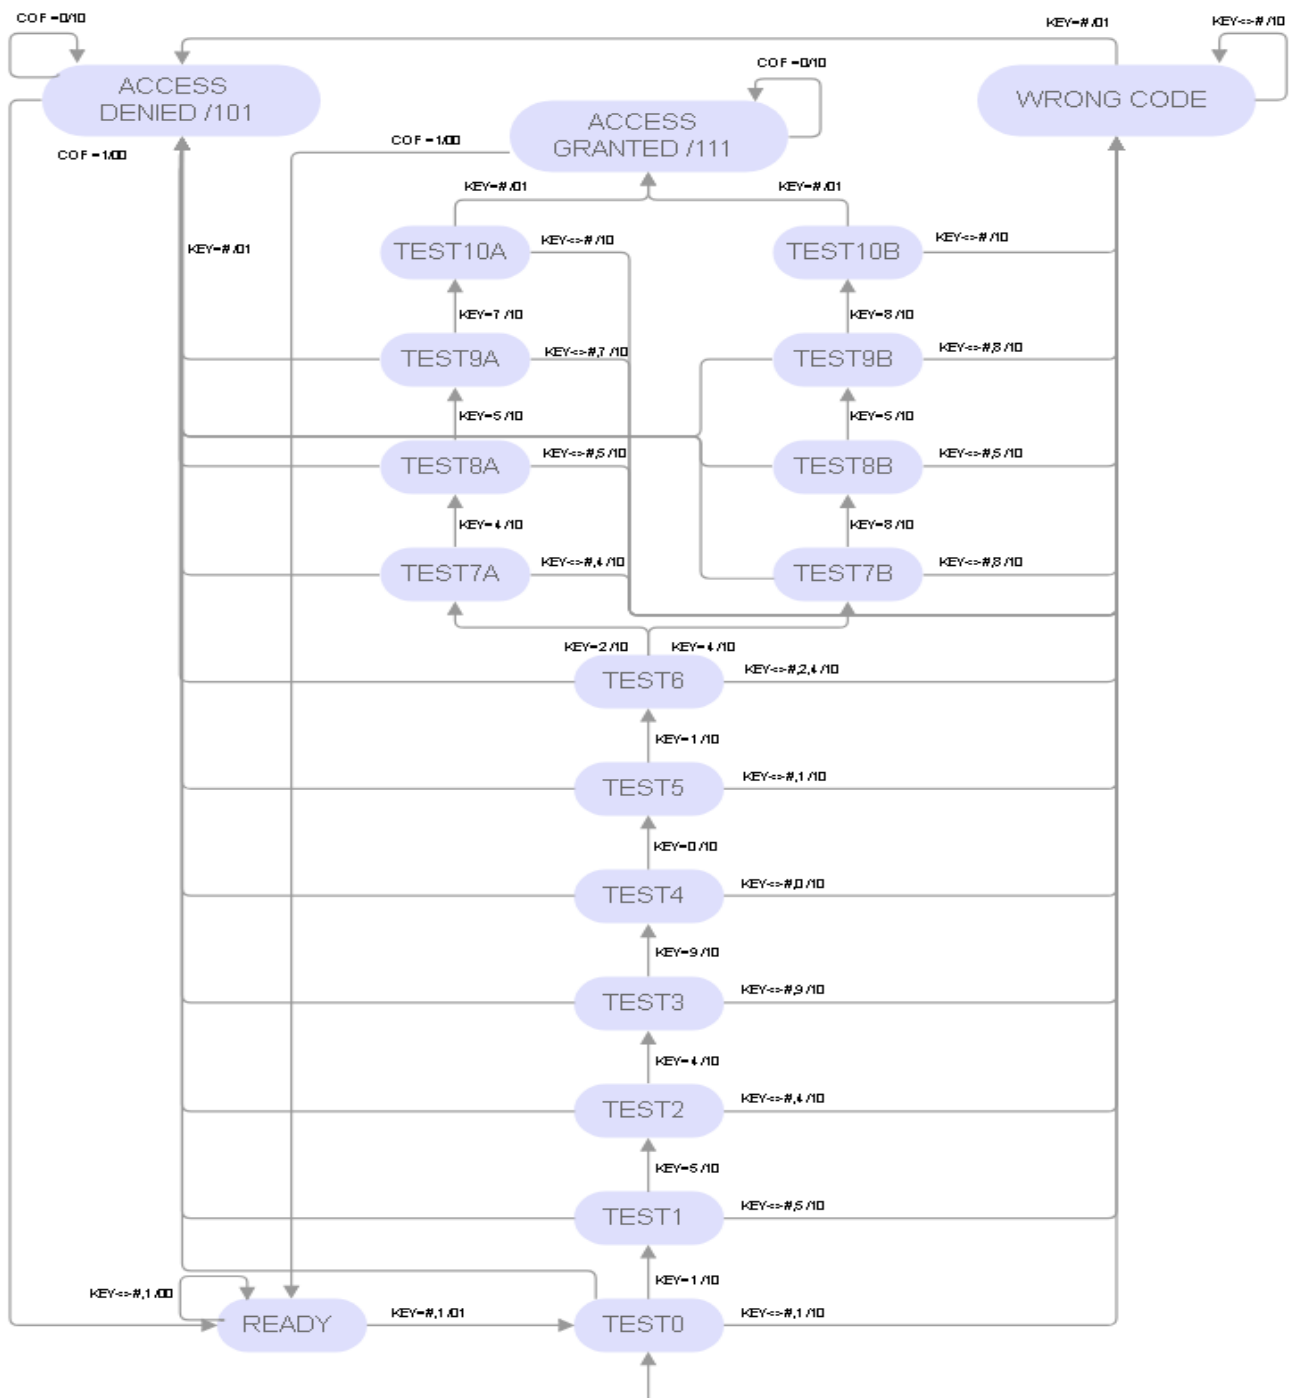 COF =0/10
KEY=# /01
KEY<># /10
ACCESS
DENIED /101
COF =0/10
WRONG CODE
ACCESS
GRANTED /111
COF =1/00
COF =1/00
KEY=# /01
KEY=# /01
KEY=# /01
TEST10A
KEY<># /10
TEST10B
KEY<># /10
KEY=7 /10
KEY=8 /10
TEST9A
KEY<>#,7 /10
TEST9B
KEY<>#,8 /10
KEY=5 /10
KEY=5 /10
TEST8A
KEY<>#,5 /10
TEST8B
KEY<>#,5 /10
KEY=4 /10
KEY=8 /10
TEST7A
KEY<>#,4 /10
TEST7B
KEY<>#,8 /10
KEY=2 /10
KEY=4 /10
TEST6
KEY<>#,2,4 /10
KEY=1 /10
TEST5
KEY<>#,1 /10
KEY=0 /10
TEST4
KEY<>#,0 /10
KEY=9 /10
TEST3
KEY<>#,9 /10
KEY=4 /10
TEST2
KEY<>#,4 /10
KEY=5 /10
TEST1
KEY<>#,5 /10
KEY=1 /10
KEY<>#,1 /00
READY
KEY=#,1 /01
TEST0
KEY<>#,1 /10